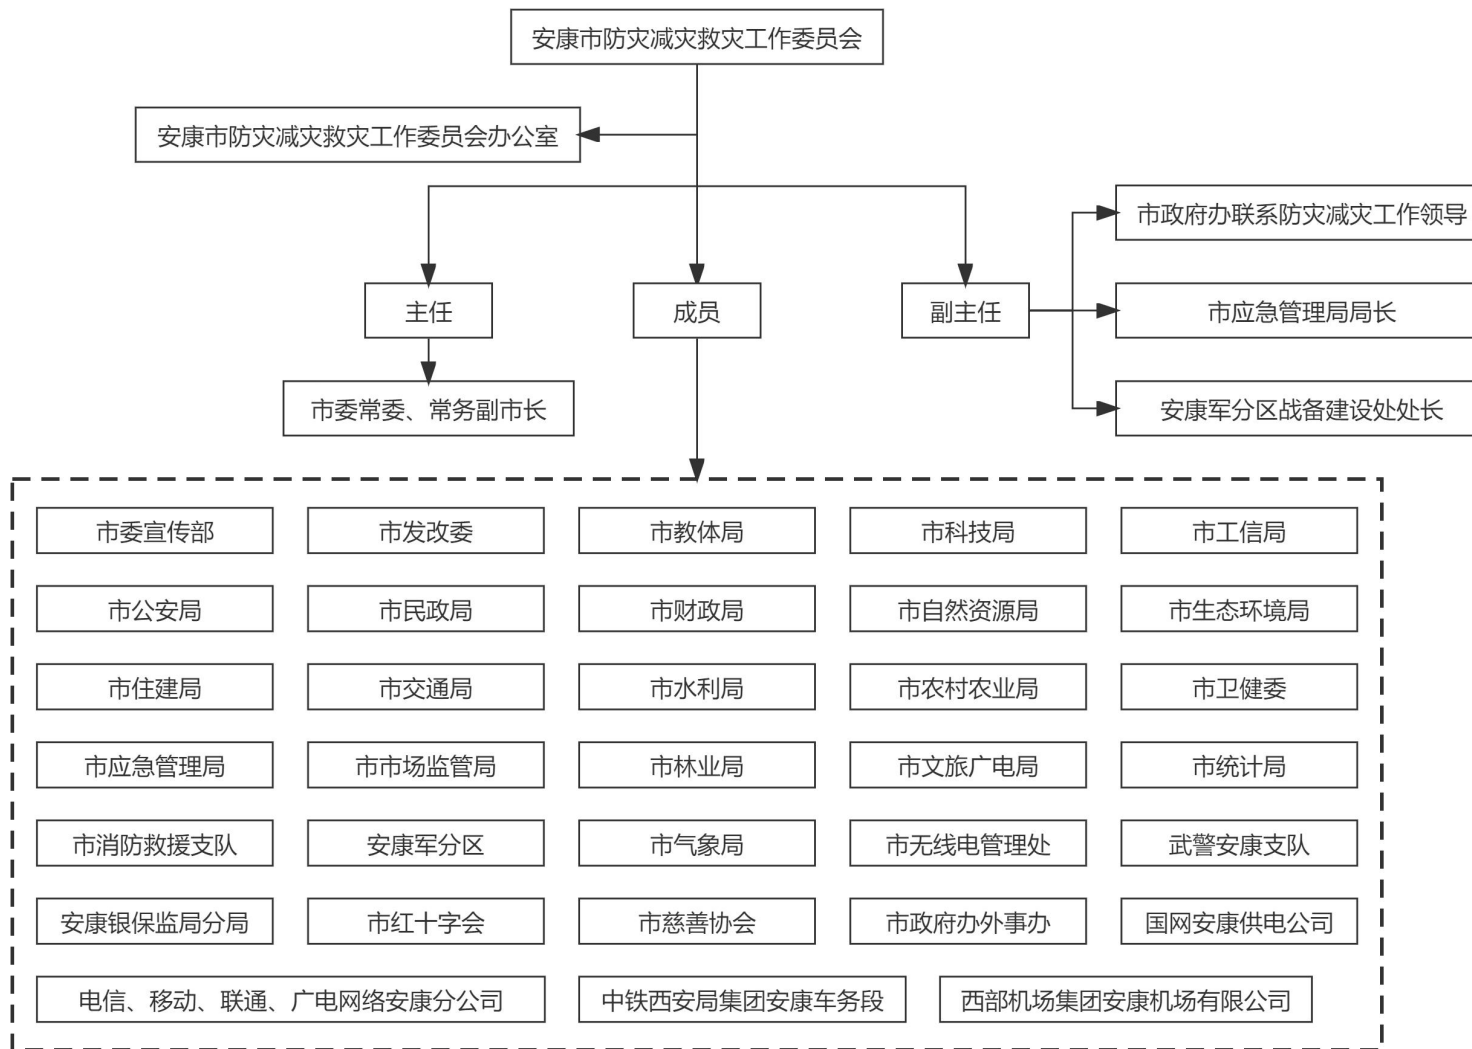 安康市防灾减灾救灾工作委员会
安康市防灾减灾救灾工作委员会办公室
市政府办联系防灾减灾工作领导
主任
成员
副主任
市应急管理局局长
市委常委、常务副市长
安康军分区战备建设处处长
市委宣传部
市发改委
市教体局
市科技局
市工信局
市公安局
市民政局
市财政局
市自然资源局
市生态环境局
市住建局
市交通局
市水利局
市农村农业局
市卫健委
市应急管理局
市市场监管局
市林业局
市文旅广电局
市统计局
市消防救援支队
安康军分区
市气象局
市无线电管理处
武警安康支队
安康银保监局分局
市红十字会
市慈善协会
市政府办外事办
国网安康供电公司
电信、移动、联通、广电网络安康分公司
中铁西安局集团安康车务段
西部机场集团安康机场有限公司